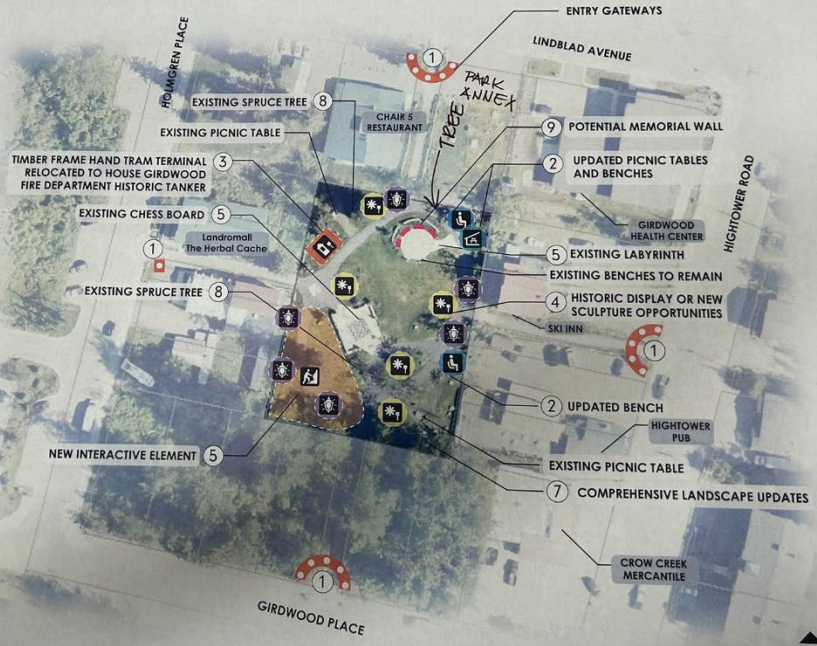 ENTRY GATEWAYS
1
LINDBLAD AVENUE
HOLMGREN PLACE
PARK
ANNEX
TREE
EXISTING SPRUCE TREE 8
CHAIR 5
RESTAURANT
EXISTING PICNIC TABLE
9 POTENTIAL MEMORIAL WALL
TIMBER FRAME HAND TRAM TERMINAL
RELOCATED TO HOUSE GIRDWOOD
FIRE DEPARTMENT HISTORIC TANKER
3
2 UPDATED PICNIC TABLES
AND BENCHES
HIGHTOWER ROAD
EXISTING CHESS BOARD 5
GIRDWOOD
HEALTH CENTER
Landromall
The Herbal Cache
1
5 EXISTING LABYRINTH
EXISTING BENCHES TO REMAIN
EXISTING SPRUCE TREE 8
4 HISTORIC DISPLAY OR NEW
SCULPTURE OPPORTUNITIES
SKI INN
1
2 UPDATED BENCH
HIGHTOWER
PUB
NEW INTERACTIVE ELEMENT 5
EXISTING PICNIC TABLE
7 COMPREHENSIVE LANDSCAPE UPDATES
CROW CREEK
MERCANTILE
1
GIRDWOOD PLACE